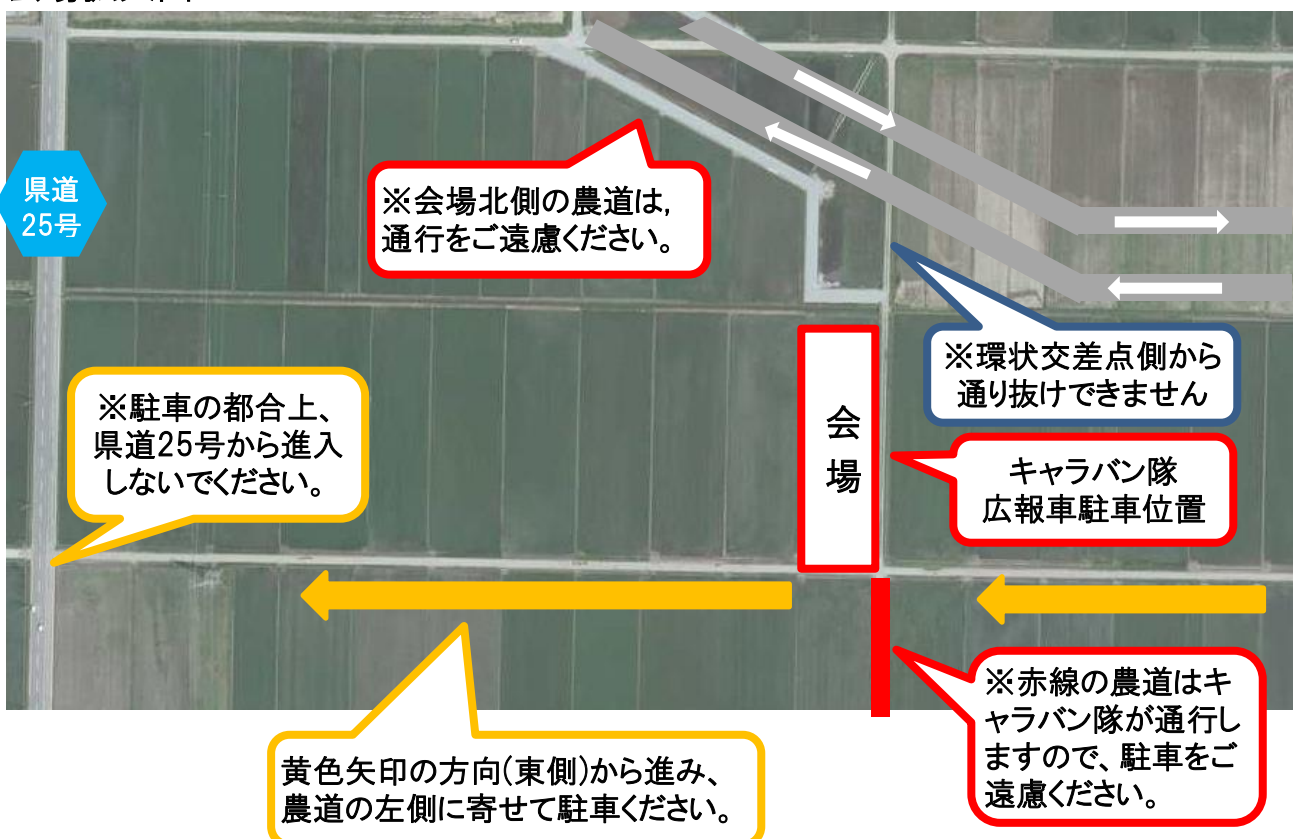 県道
25号
※会場北側の農道は,
通行をご遠慮ください。
※環状交差点側から
通り抜けできません
※駐車の都合上、
県道25号から進入
しないでください。
会
場
キャラバン隊
広報車駐車位置
※赤線の農道はキ
ャラバン隊が通行し
ますので、駐車をご
遠慮ください。
黄色矢印の方向(東側)から進み、
農道の左側に寄せて駐車ください。